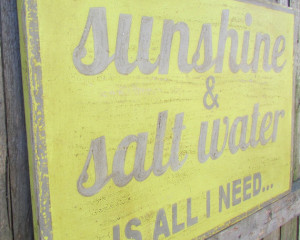 sunshine
&
salt water
IS ALL I NEED...